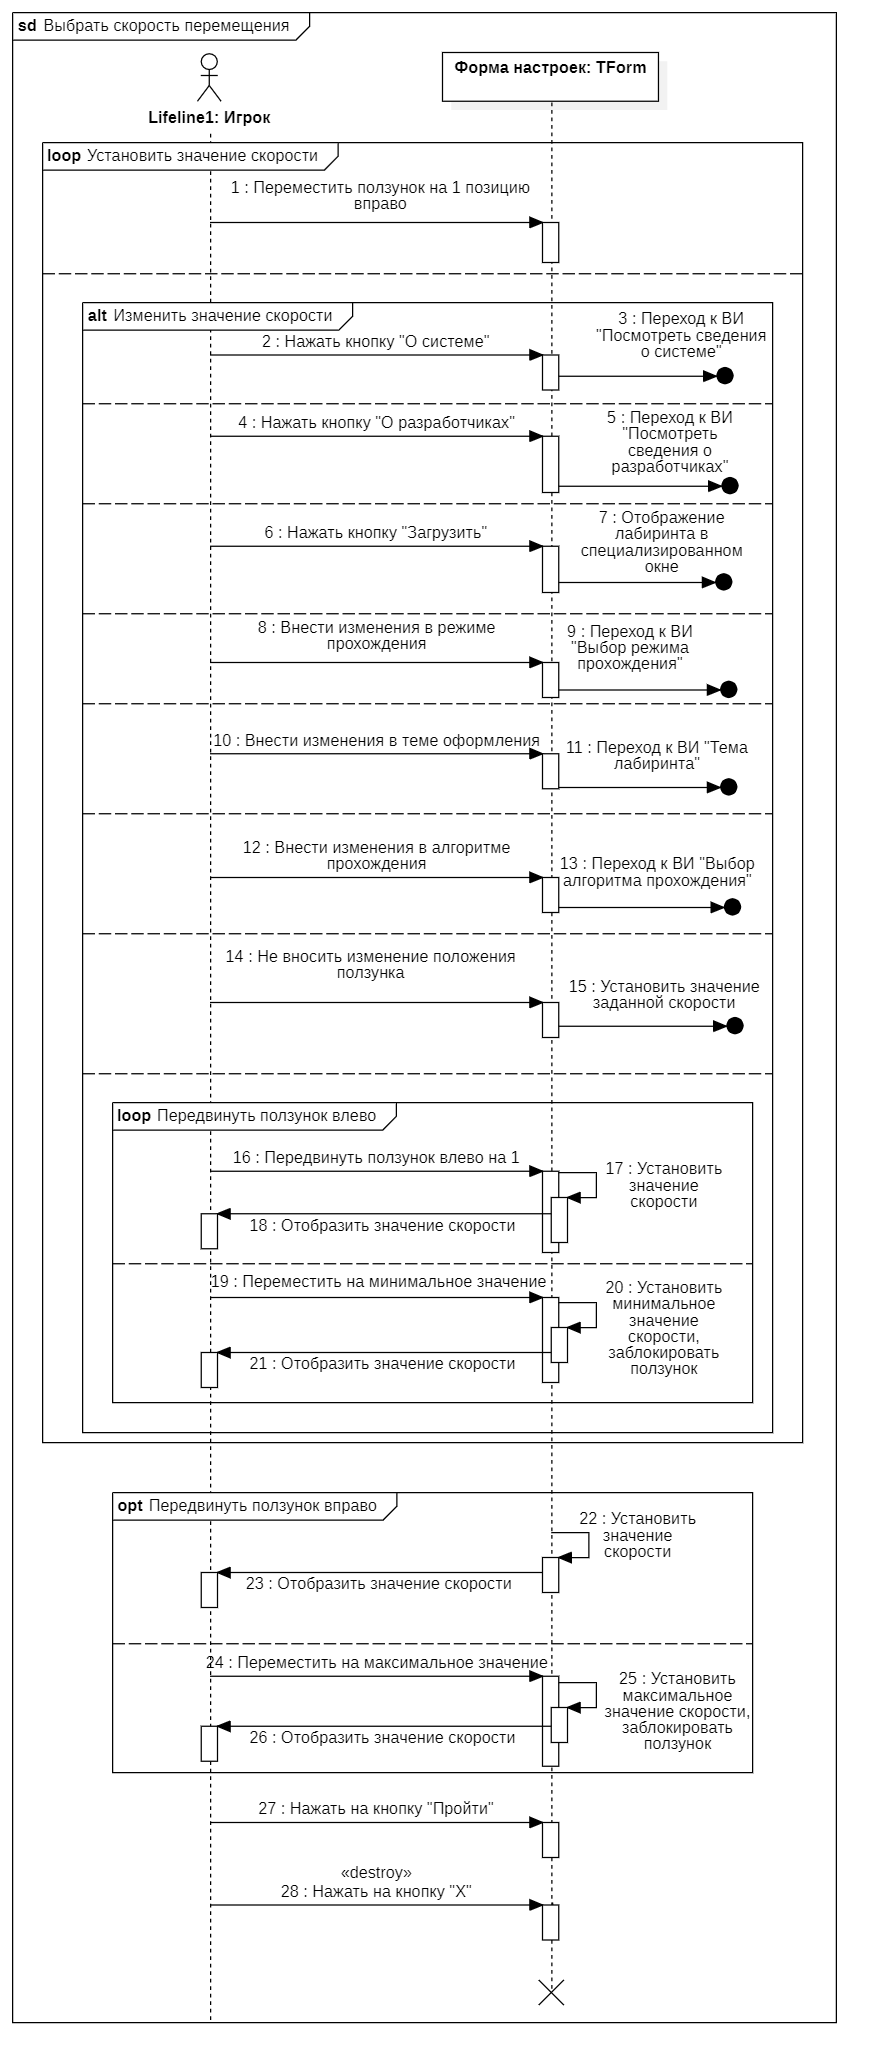 sd Выбрать скорость перемещения
Форма настроек: TForm
Lifeline1: Игрок
loop Установить значение скорости
1 : Переместить ползунок на 1 позицию
вправо
alt Изменить значение скорости
2 : Нажать кнопку "О системе"
3 : Переход к ВИ
"Посмотреть сведения
о системе"
4 : Нажать кнопку "О разработчиках"
5 : Переход к ВИ
"Посмотреть
сведения о
разработчиках"
6 : Нажать кнопку "Загрузить"
7 : Отображение
лабиринта в
специализированном
окне
8 : Внести изменения в режиме
прохождения
9 : Переход к ВИ
"Выбор режима
прохождения"
10 : Внести изменения в теме оформления
11 : Переход к ВИ "Тема
лабиринта"
12 : Внести изменения в алгоритме
прохождения
13 : Переход к ВИ "Выбор
алгоритма прохождения"
14 : Не вносить изменение положения
ползунка
15 : Установить значение
заданной скорости
loop Передвинуть ползунок влево
16 : Передвинуть ползунок влево на 1
17 : Установить
значение
скорости
18 : Отобразить значение скорости
19 : Переместить на минимальное значение
20 : Установить
минимальное
значение
скорости,
заблокировать
ползунок
21 : Отобразить значение скорости
opt Передвинуть ползунок вправо
22 : Установить
значение
скорости
23 : Отобразить значение скорости
24 : Переместить на максимальное значение
25 : Установить
максимальное
значение скорости,
заблокировать
ползунок
26 : Отобразить значение скорости
27 : Нажать на кнопку "Пройти"
«destroy»
28 : Нажать на кнопку "X"